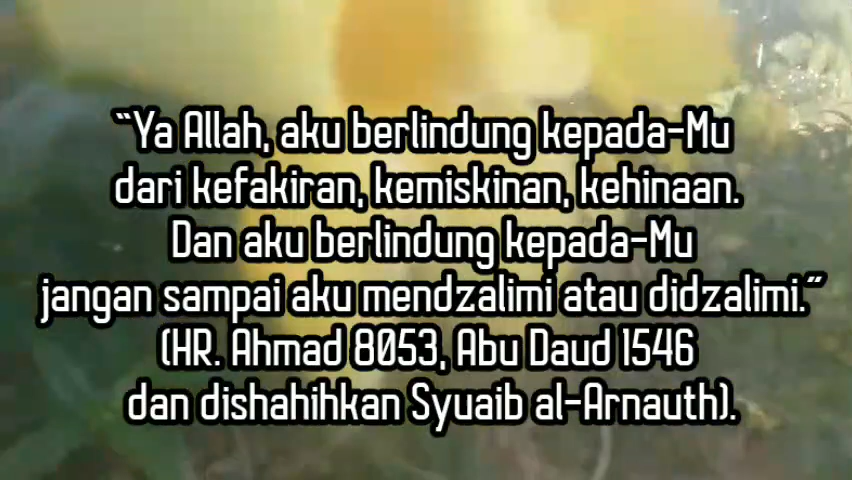 “Ya Allah, aku berlindung kepada-Mu
dari kefakiran, kemiskinan, kehinaan.
Dan aku berlindung kepada-Mu
jangan sampai aku mendzalimi atau didzalimi.”
(HR. Ahmad 8053, Abu Daud 1546
dan dishahihkan Syuaib al-Arnauth).